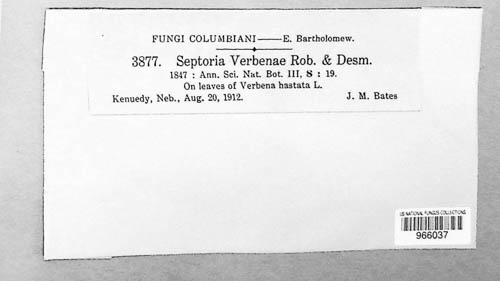 FUNGI COLUMBIANI—E. Bartholomew.
3877. Septoria Verbenae Rob. & Desm.
1847 : Ann. Sci. Nat. Bot. III, 8 : 19.
On leaves of Verbena hastata L.
Kenuedy, Neb., Aug. 20, 1912. J. M. Bates
US NATIONAL FUNGUS COLLECTIONS
966037